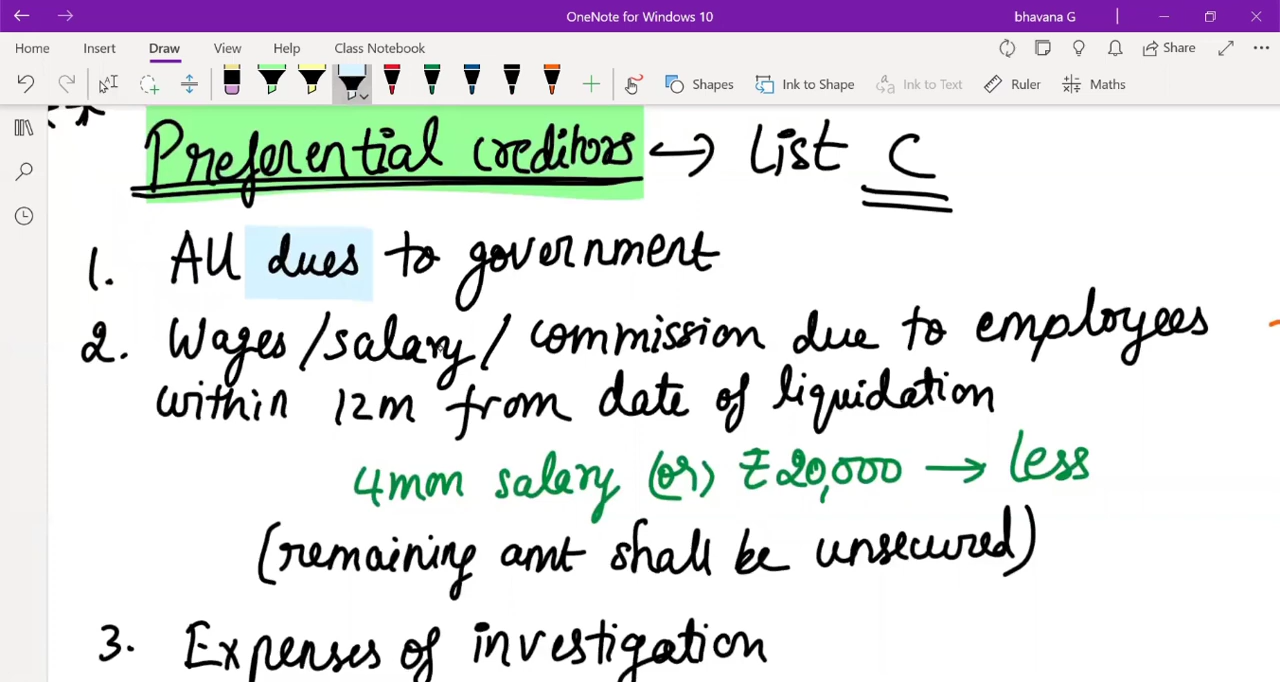 OneNote for Windows 10
bhavana G
Home Insert Draw View Help Class Notebook Share
Shapes Ink to Shape Ink to Text Ruler Maths
Preferential creditors ↔ List C
1. All dues to government
2. Wages/salary/commission due to employees
within 12m from date of liquidation
4mon salary (or) ₹20,000 → less
(remaining amt shall be unsecured)
3. Expenses of investigation